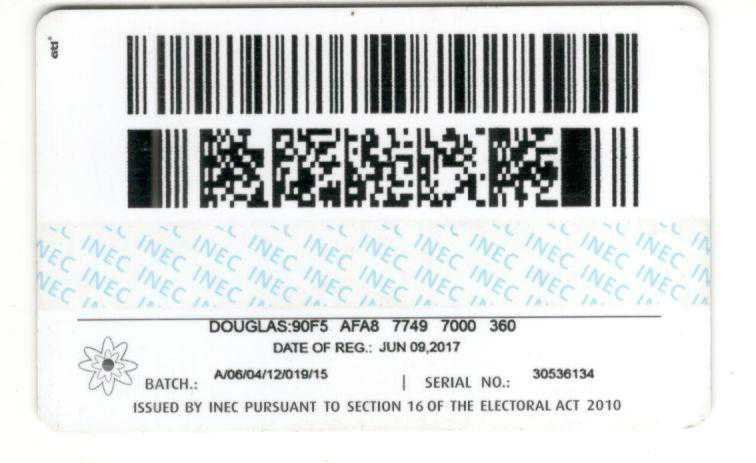 DOUGLAS:90F5 AFA8 7749 7000 360
DATE OF REG.: JUN 09,2017
BATCH.: A/06/04/12/019/15 | SERIAL NO.: 30536134
ISSUED BY INEC PURSUANT TO SECTION 16 OF THE ELECTORAL ACT 2010
INEC INEC INEC INEC INEC INEC INEC INEC INEC INEC INEC INEC